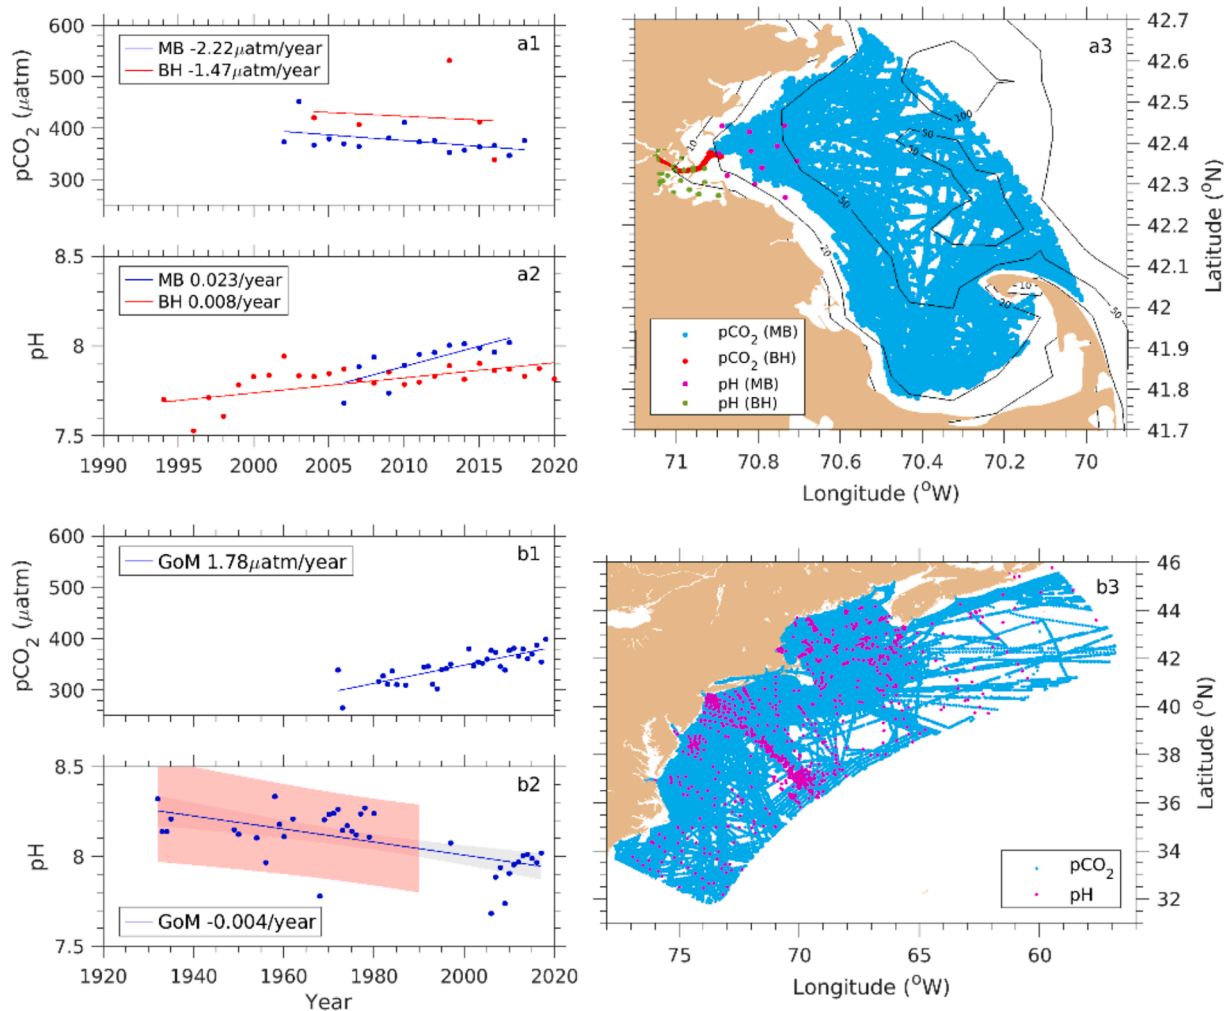 600
500
400
300
pCO2 (µatm)
MB -2.22µatm/year
BH -1.47µatm/year
a1
8.5
8
7.5
pH
MB 0.023/year
BH 0.008/year
a2
1990 1995 2000 2005 2010 2015 2020
a3
42.7
42.6
42.5
42.4
42.3
42.2
42.1
42
41.9
41.8
41.7
Latitude (oN)
10
100
50
50
50
20
10
20
50
pCO2 (MB)
pCO2 (BH)
pH (MB)
pH (BH)
71 70.8 70.6 70.4 70.2 70
Longitude (oW)
600
500
400
300
pCO2 (µatm)
GoM 1.78µatm/year
b1
8.5
8
7.5
pH
GoM -0.004/year
b2
1920 1940 1960 1980 2000 2020
Year
b3
46
44
42
40
38
36
34
32
Latitude (oN)
pCO2
pH
75 70 65 60
Longitude (oW)